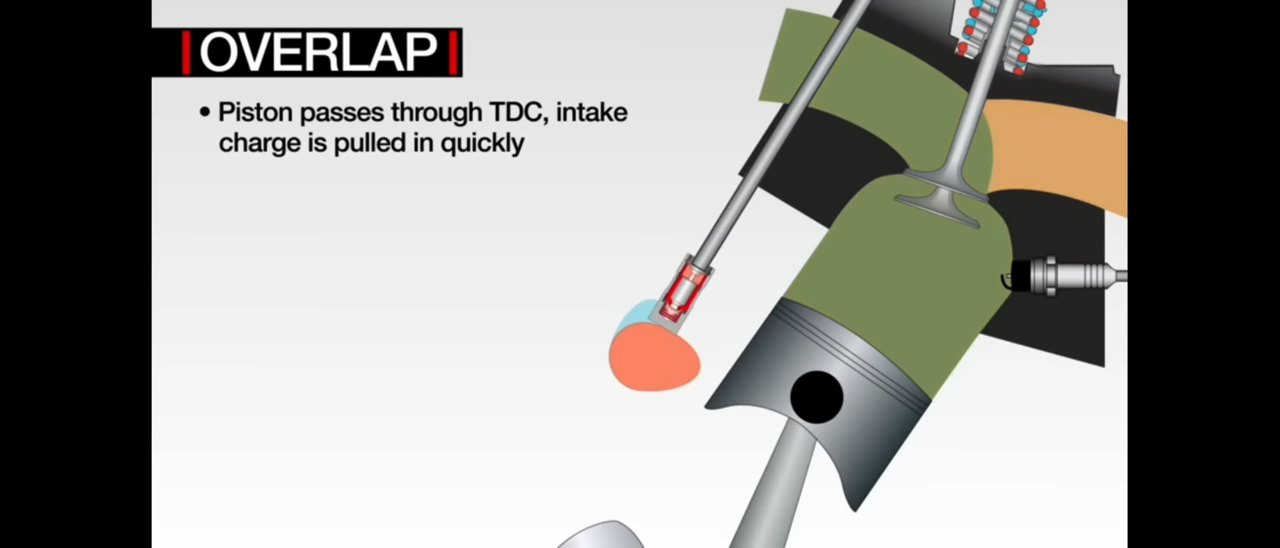 OVERLAP
• Piston passes through TDC, intake
charge is pulled in quickly